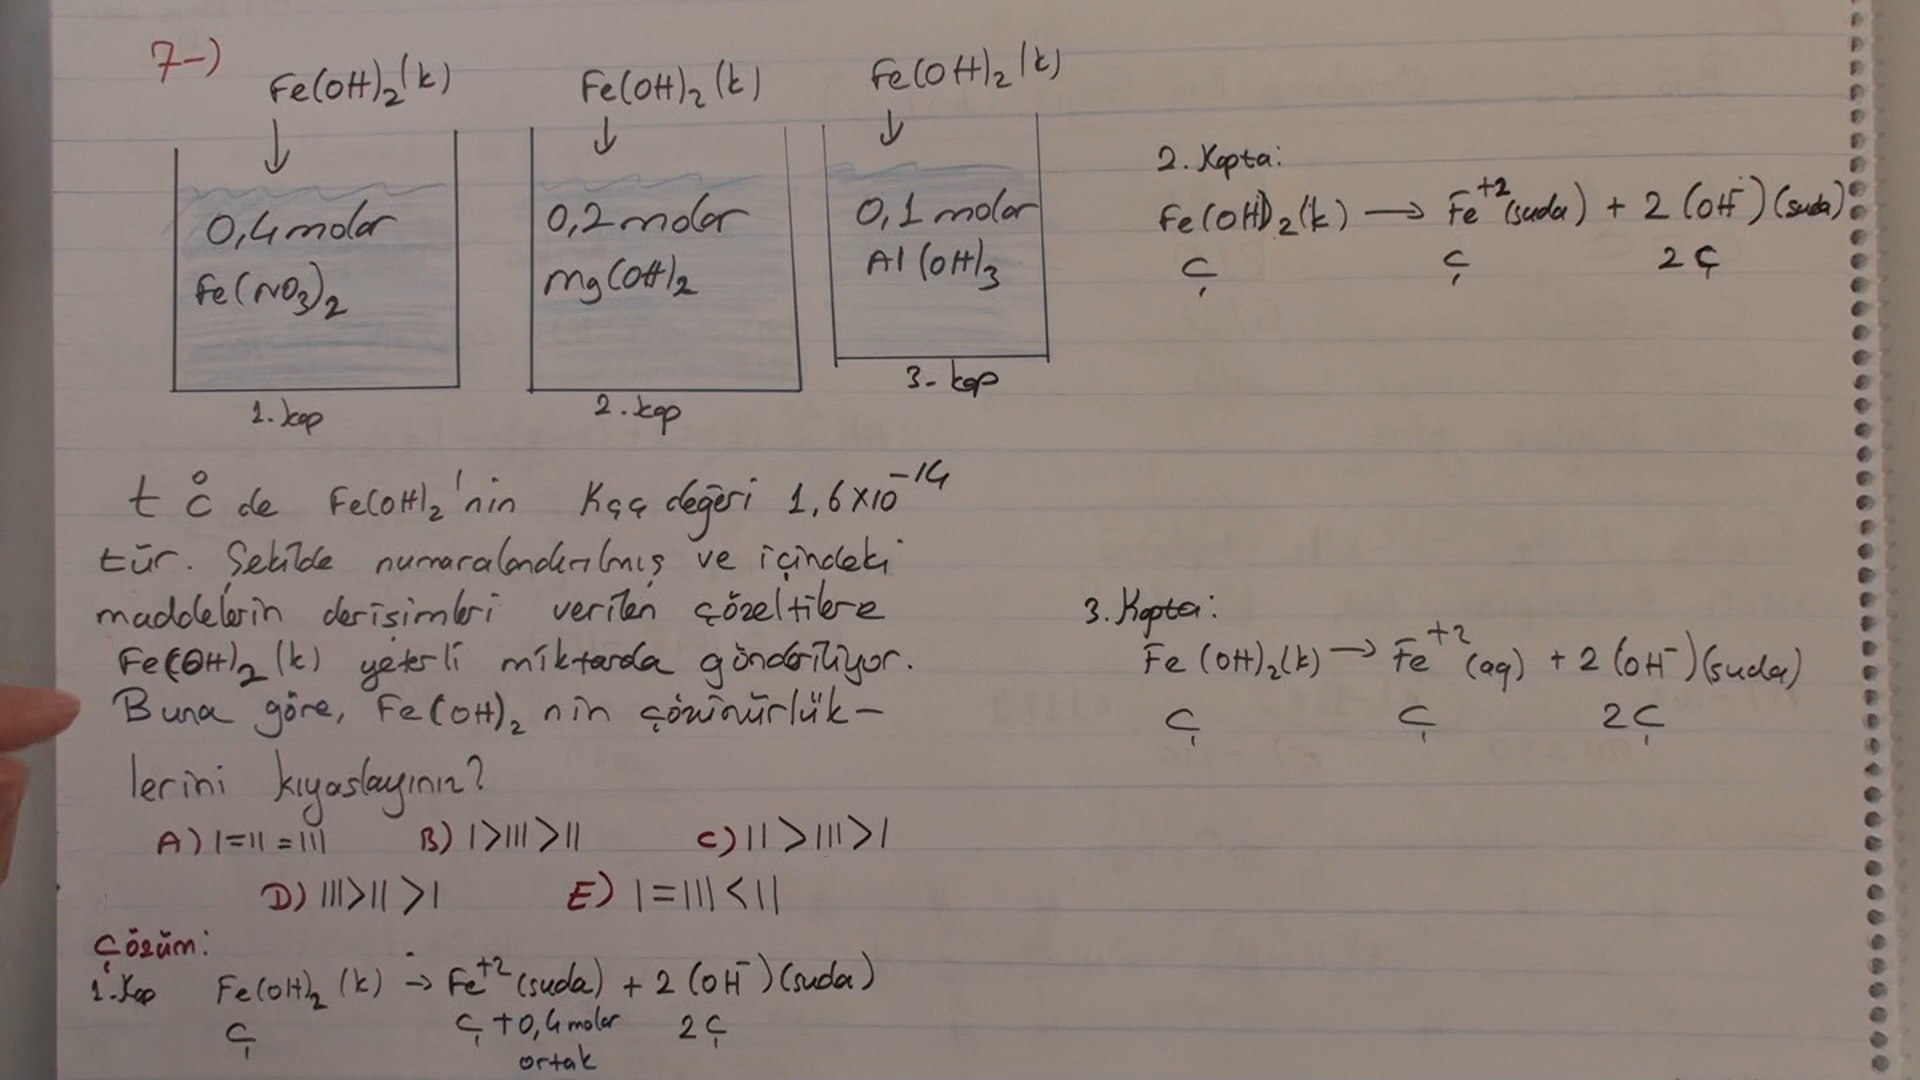 7-)
Fe(OH)₂(k) Fe(OH)₂(k) Fe(OH)₂(k)
0,4 molar
Fe(NO₃)₂
1. kap
0,2 molar
Mg(OH)₂
2. kap
0,1 molar
Al(OH)₃
3- kap
t °C de Fe(OH)₂'nin Kçç değeri 1,6x10⁻¹⁴
tür. Şekilde numaralandırılmış ve içindeki
maddelerin derişimleri verilen çözeltilere
Fe(OH)₂(k) yeterli miktarda gönderiliyor.
Buna göre, Fe(OH)₂ nin çözünürlük-
lerini kıyaslayınız?
A) I=II=III B) I>III>II C) II>III>I
D) III>II>I E) I=III<II
Çözüm:
1. Kap Fe(OH)₂(k) → Fe⁺²(suda) + 2(OH⁻)(suda)
Ç Ç+0,4 molar 2Ç
ortak
2. Kapta:
Fe(OH)₂(k) → Fe⁺²(suda) + 2(OH⁻)(suda)
Ç Ç 2Ç
3. Kapta:
Fe(OH)₂(k) → Fe⁺²(aq) + 2(OH⁻)(suda)
Ç Ç 2Ç